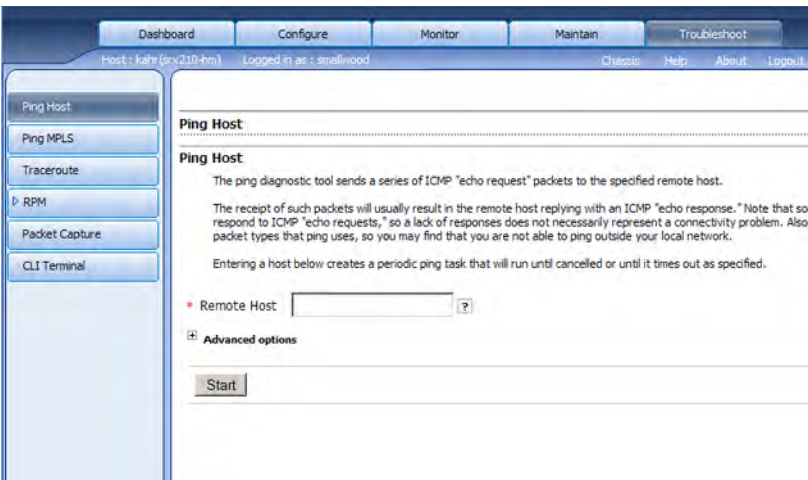 Dashboard Configure Monitor Maintain Troubleshoot
Host : kahr (srx210-hm) Logged in as : smallwood Chassis Help About Logout
Ping Host
Ping MPLS
Traceroute
RPM
Packet Capture
CLI Terminal
Ping Host
Ping Host
The ping diagnostic tool sends a series of ICMP "echo request" packets to the specified remote host.
The receipt of such packets will usually result in the remote host replying with an ICMP "echo response." Note that so
respond to ICMP "echo requests," so a lack of responses does not necessarily represent a connectivity problem. Also
packet types that ping uses, so you may find that you are not able to ping outside your local network.
Entering a host below creates a periodic ping task that will run until cancelled or until it times out as specified.
* Remote Host ?
+ Advanced options
Start